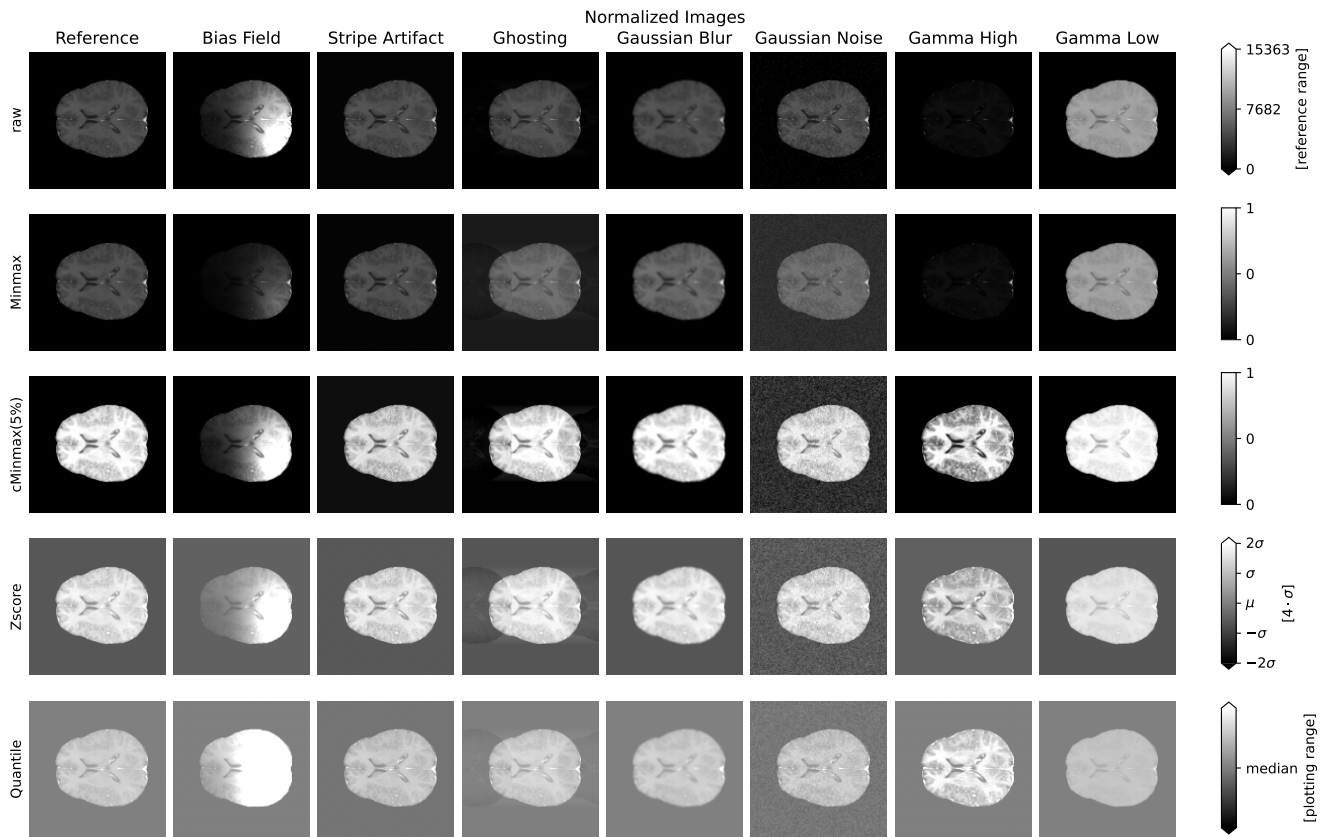 Normalized Images
Reference Bias Field Stripe Artifact Ghosting Gaussian Blur Gaussian Noise Gamma High Gamma Low
raw
15363
7682
0
[reference range]
Minmax
1
0
0
cMinmax(5%)
1
0
0
Zscore
2σ
σ
μ
−σ
−2σ
[4 · σ]
Quantile
median
[plotting range]